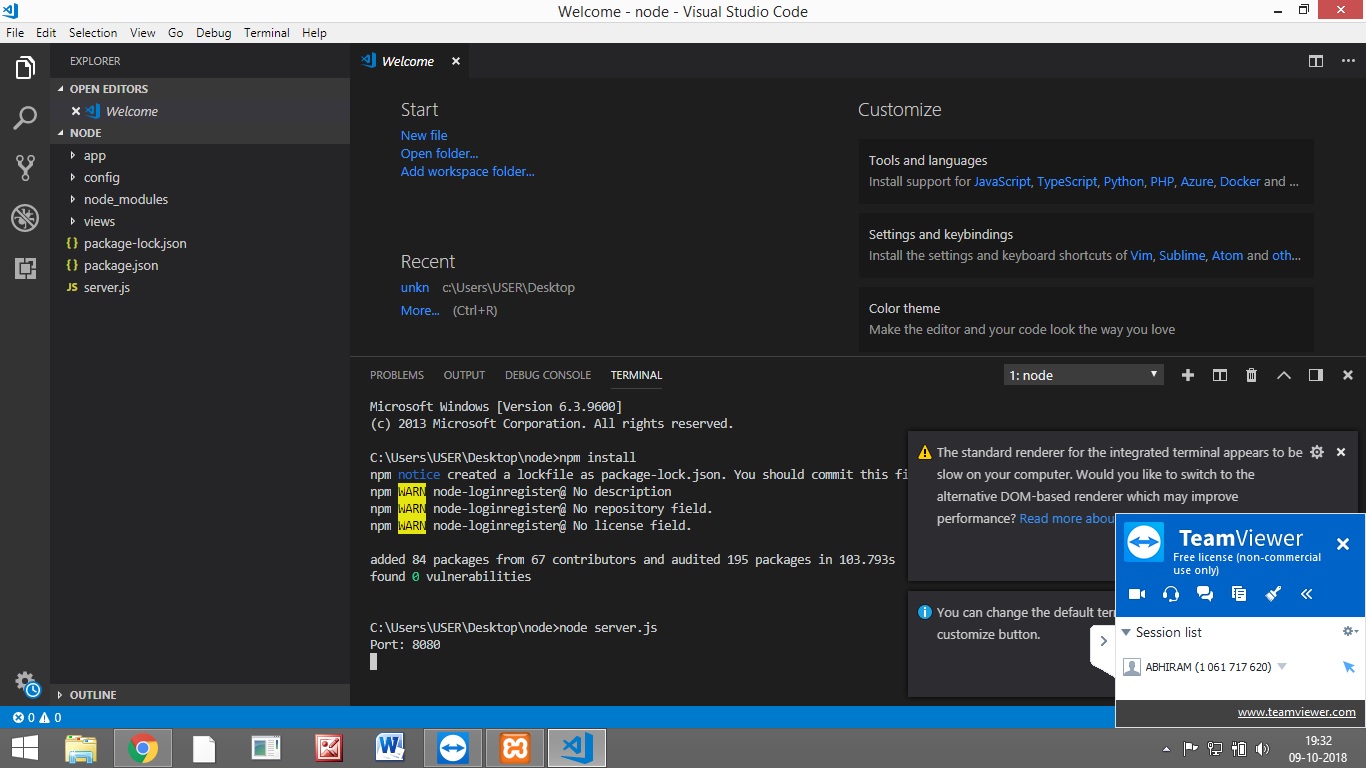 Welcome - node - Visual Studio Code
File Edit Selection View Go Debug Terminal Help
EXPLORER
OPEN EDITORS
Welcome
NODE
app
config
node_modules
views
{} package-lock.json
{} package.json
JS server.js
OUTLINE
Welcome
Start
New file
Open folder...
Add workspace folder...
Recent
unkn c:\Users\USER\Desktop
More... (Ctrl+R)
Customize
Tools and languages
Install support for JavaScript, TypeScript, Python, PHP, Azure, Docker and ...
Settings and keybindings
Install the settings and keyboard shortcuts of Vim, Sublime, Atom and oth...
Color theme
Make the editor and your code look the way you love
PROBLEMS OUTPUT DEBUG CONSOLE TERMINAL 1: node
Microsoft Windows [Version 6.3.9600]
(c) 2013 Microsoft Corporation. All rights reserved.
C:\Users\USER\Desktop\node>npm install
npm notice created a lockfile as package-lock.json. You should commit this fi
npm WARN node-loginregister@ No description
npm WARN node-loginregister@ No repository field.
npm WARN node-loginregister@ No license field.
added 84 packages from 67 contributors and audited 195 packages in 103.793s
found 0 vulnerabilities
C:\Users\USER\Desktop\node>node server.js
Port: 8080
The standard renderer for the integrated terminal appears to be
slow on your computer. Would you like to switch to the
alternative DOM-based renderer which may improve
performance? Read more abou
You can change the default ter
customize button.
TeamViewer
Free license (non-commercial
use only)
Session list
ABHIRAM (1 061 717 620)
www.teamviewer.com
0 0
19:32
09-10-2018